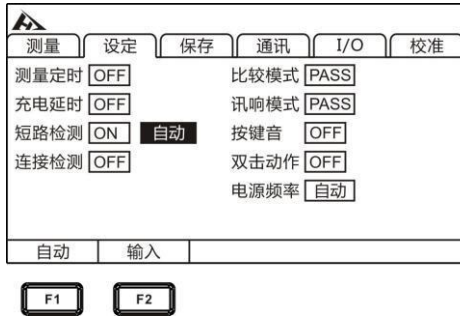 测量 设定 保存 通讯 I/O 校准
测量定时 OFF 比较模式 PASS
充电延时 OFF 讯响模式 PASS
短路检测 ON 自动 按键音 OFF
连接检测 OFF 双击动作 OFF
电源频率 自动
自动 输入
F1 F2